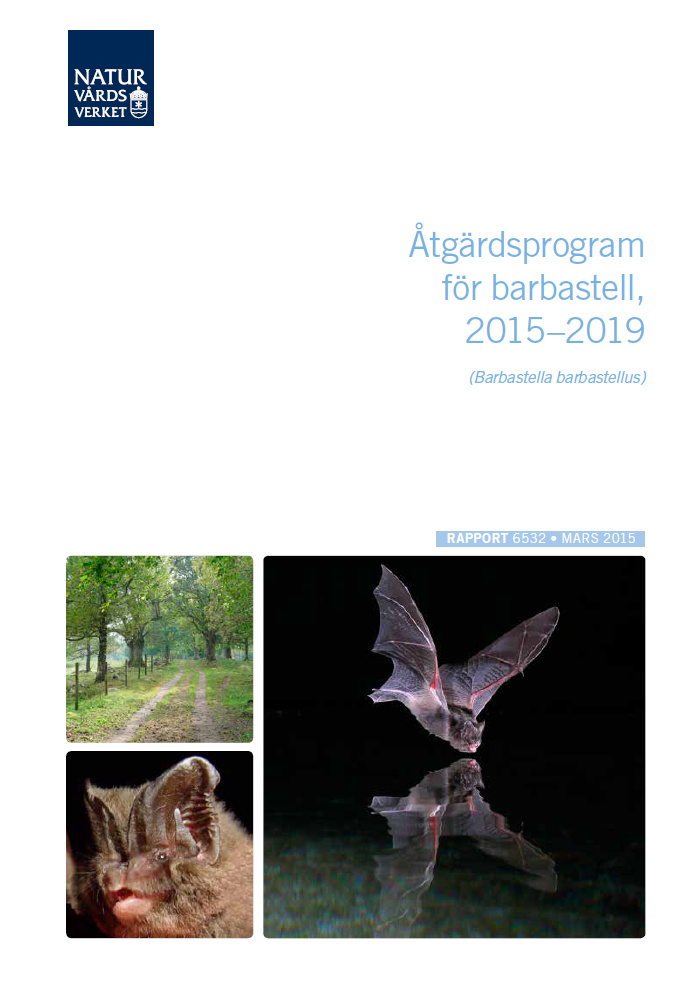 NATUR
VÅRDS
VERKET
Åtgärdsprogram
för barbastell,
2015–2019
(Barbastella barbastellus)
RAPPORT 6532 • MARS 2015